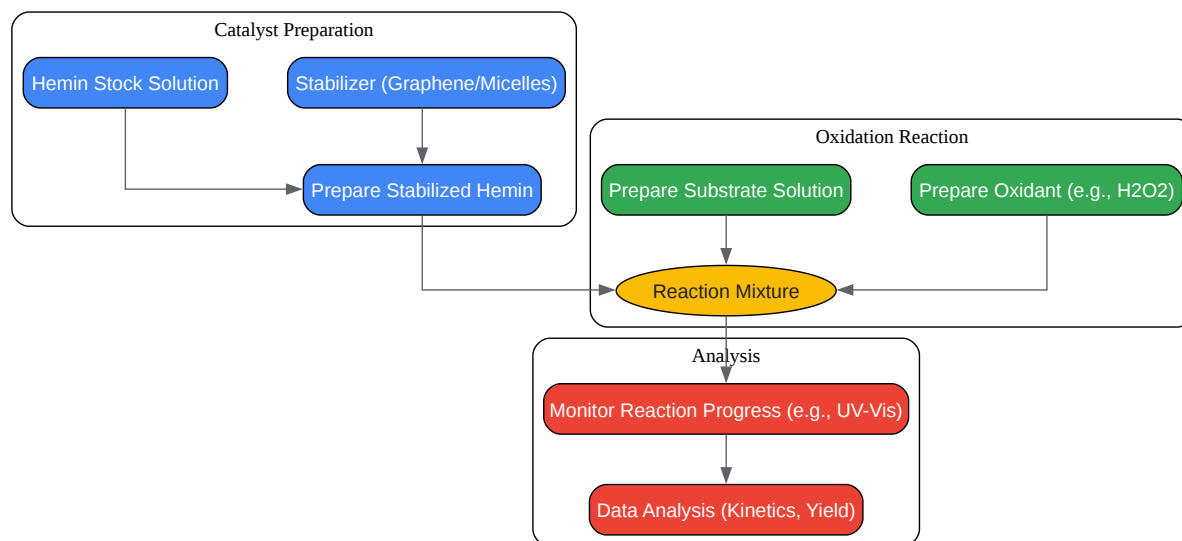 Catalyst Preparation
Hemin Stock Solution
Stabilizer (Graphene/Micelles)
Prepare Stabilized Hemin
Oxidation Reaction
Prepare Substrate Solution
Prepare Oxidant (e.g., H2O2)
Reaction Mixture
Analysis
Monitor Reaction Progress (e.g., UV-Vis)
Data Analysis (Kinetics, Yield)